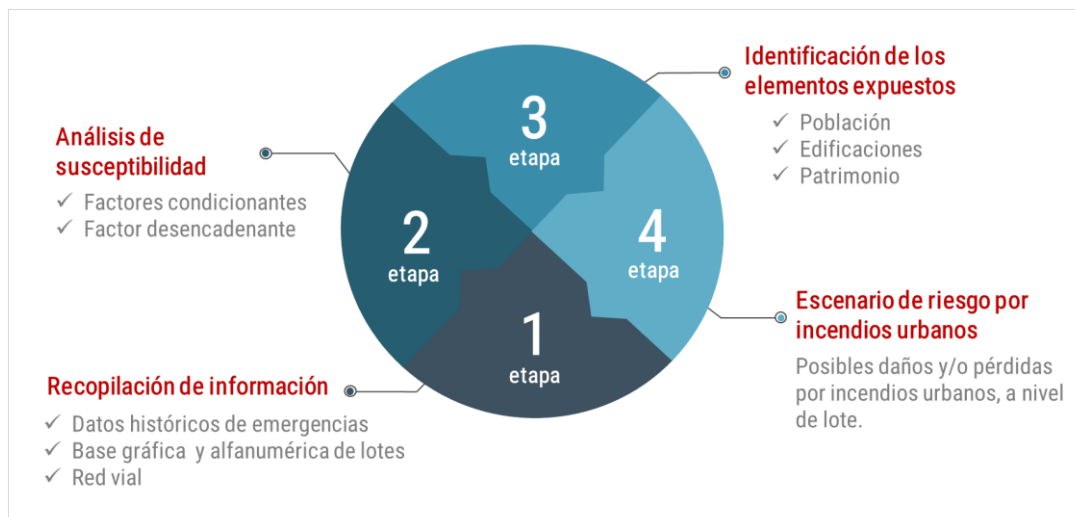 Identificación de los
elementos expuestos
✓ Población
✓ Edificaciones
✓ Patrimonio
3
etapa
Análisis de
susceptibilidad
✓ Factores condicionantes
✓ Factor desencadenante
2
etapa
4
etapa
Escenario de riesgo por
incendios urbanos
Posibles daños y/o pérdidas
por incendios urbanos, a nivel
de lote.
1
etapa
Recopilación de información
✓ Datos históricos de emergencias
✓ Base gráfica y alfanumérica de lotes
✓ Red vial